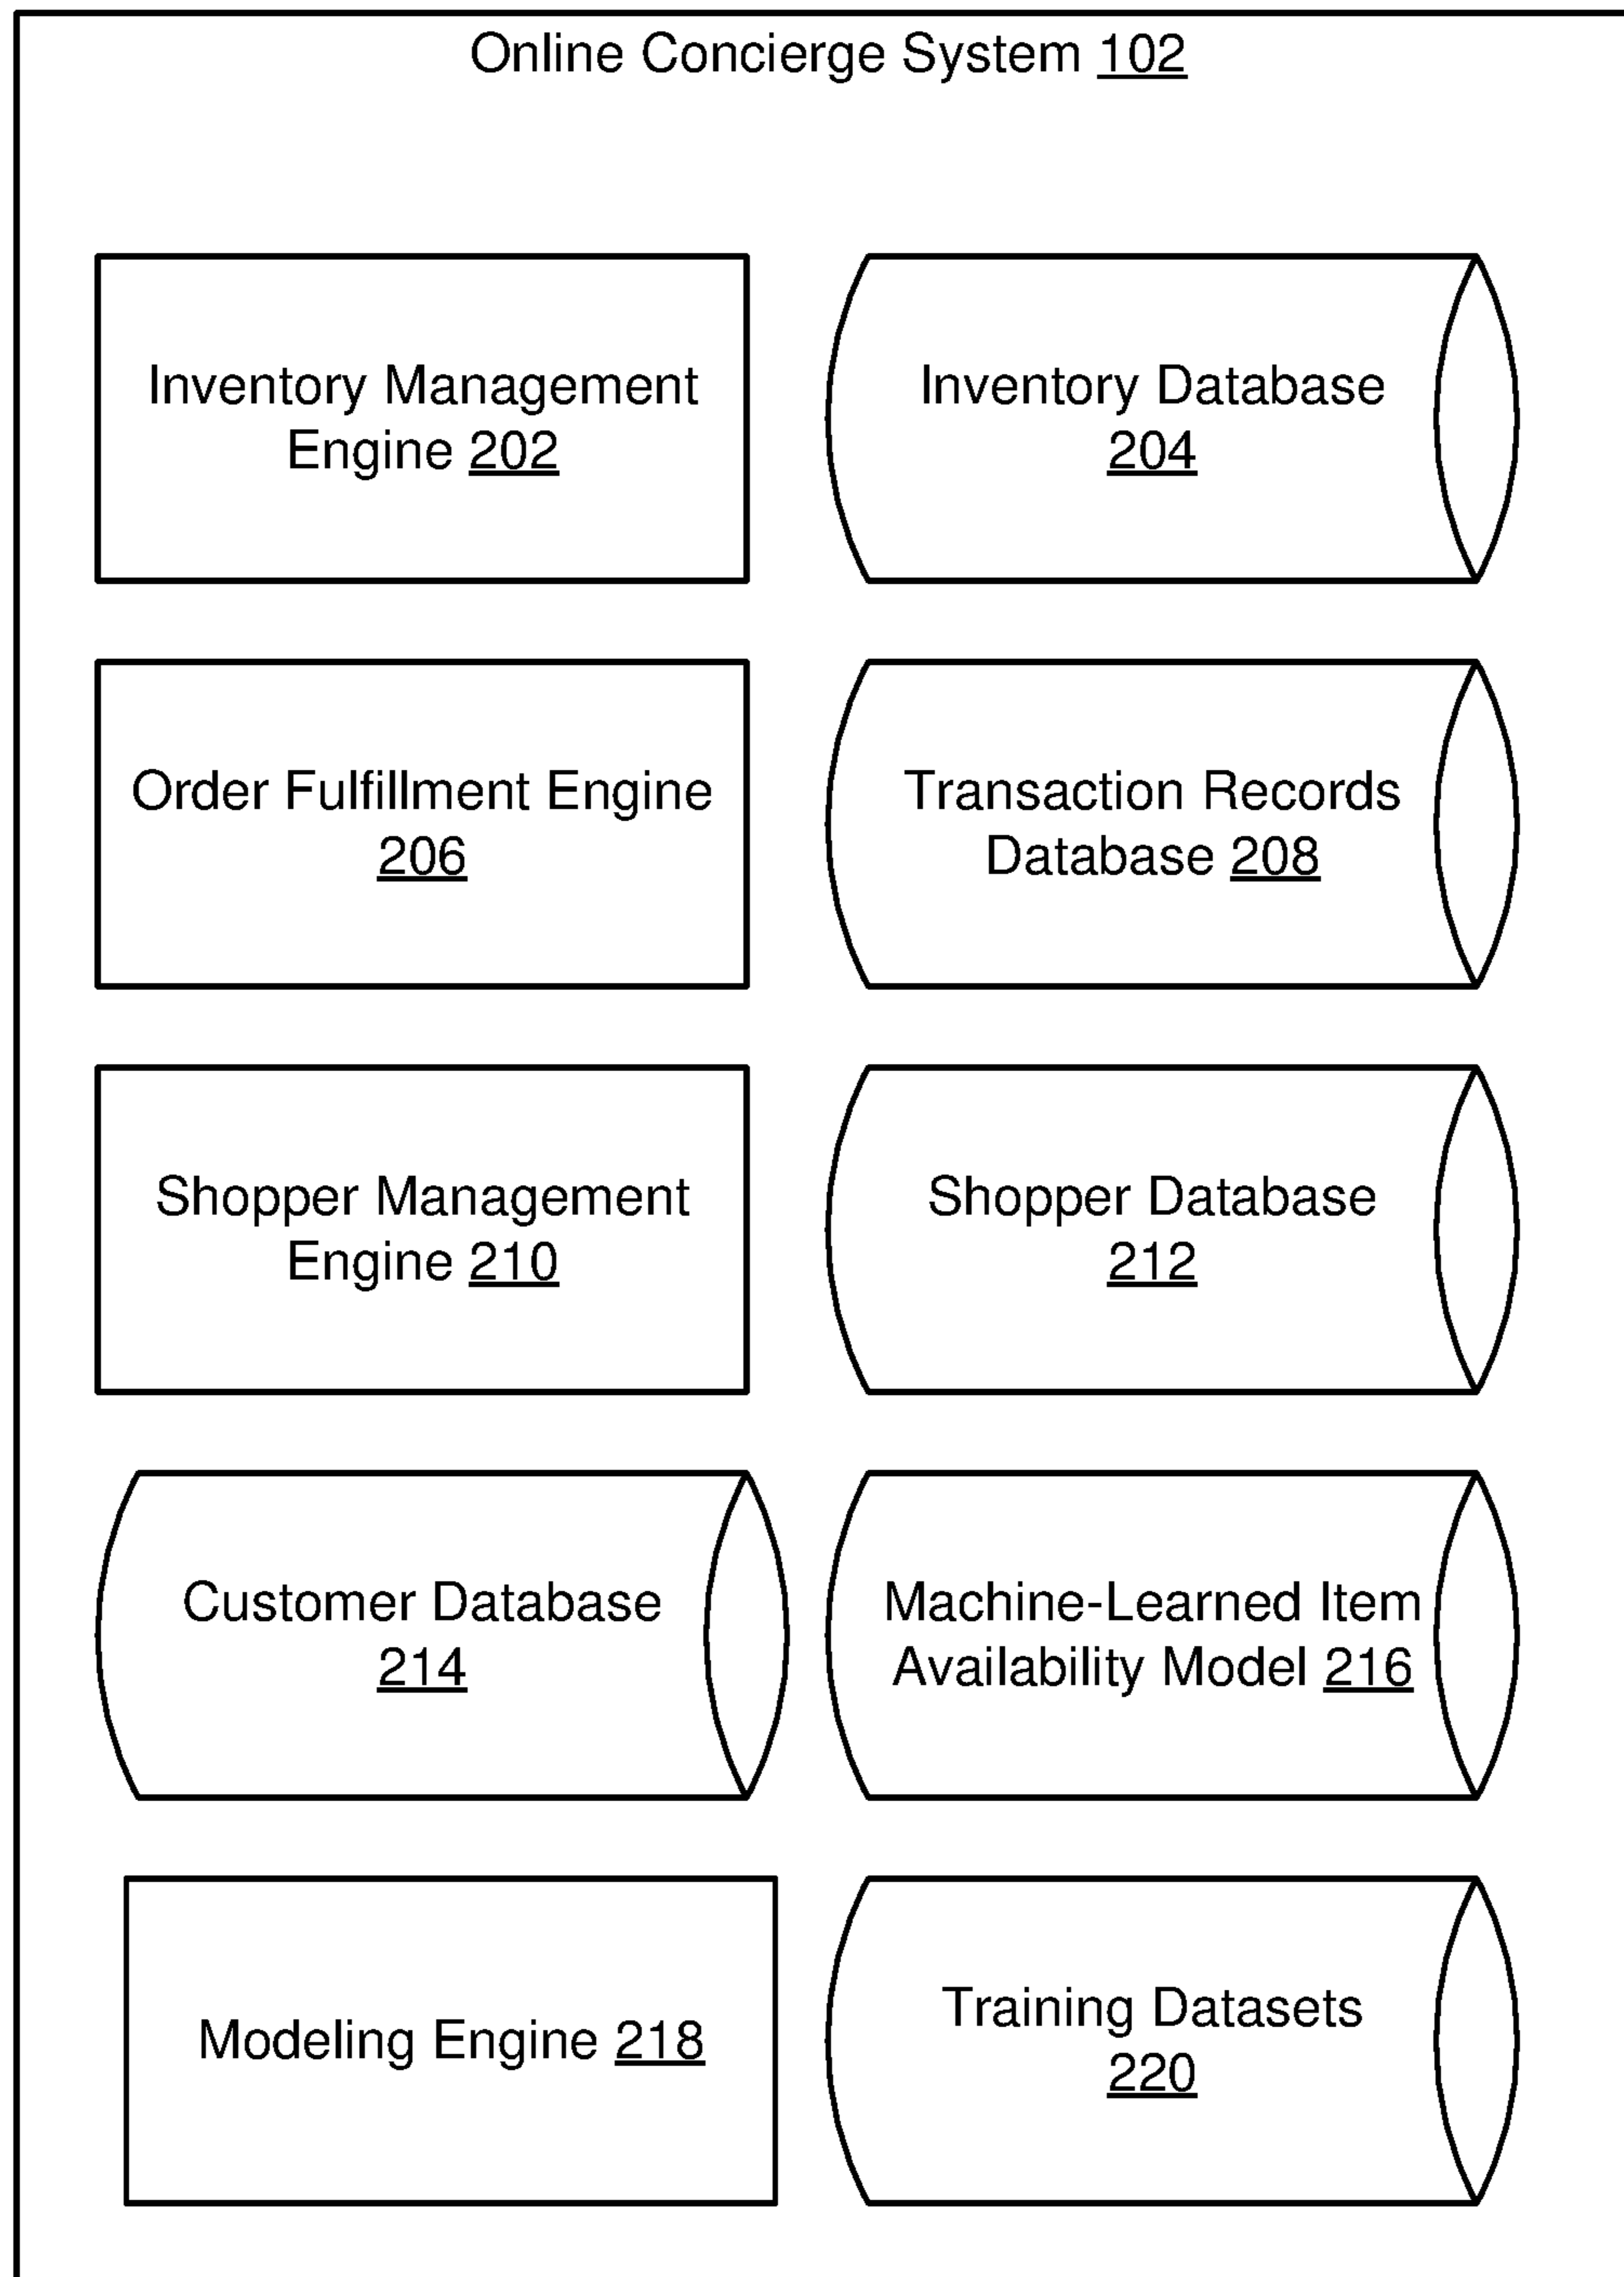 Online Concierge System 102
Inventory Management
Engine 202
Inventory Database
204
Order Fulfillment Engine
206
Transaction Records
Database 208
Shopper Management
Engine 210
Shopper Database
212
Customer Database
214
Machine-Learned Item
Availability Model 216
Modeling Engine 218
Training Datasets
220